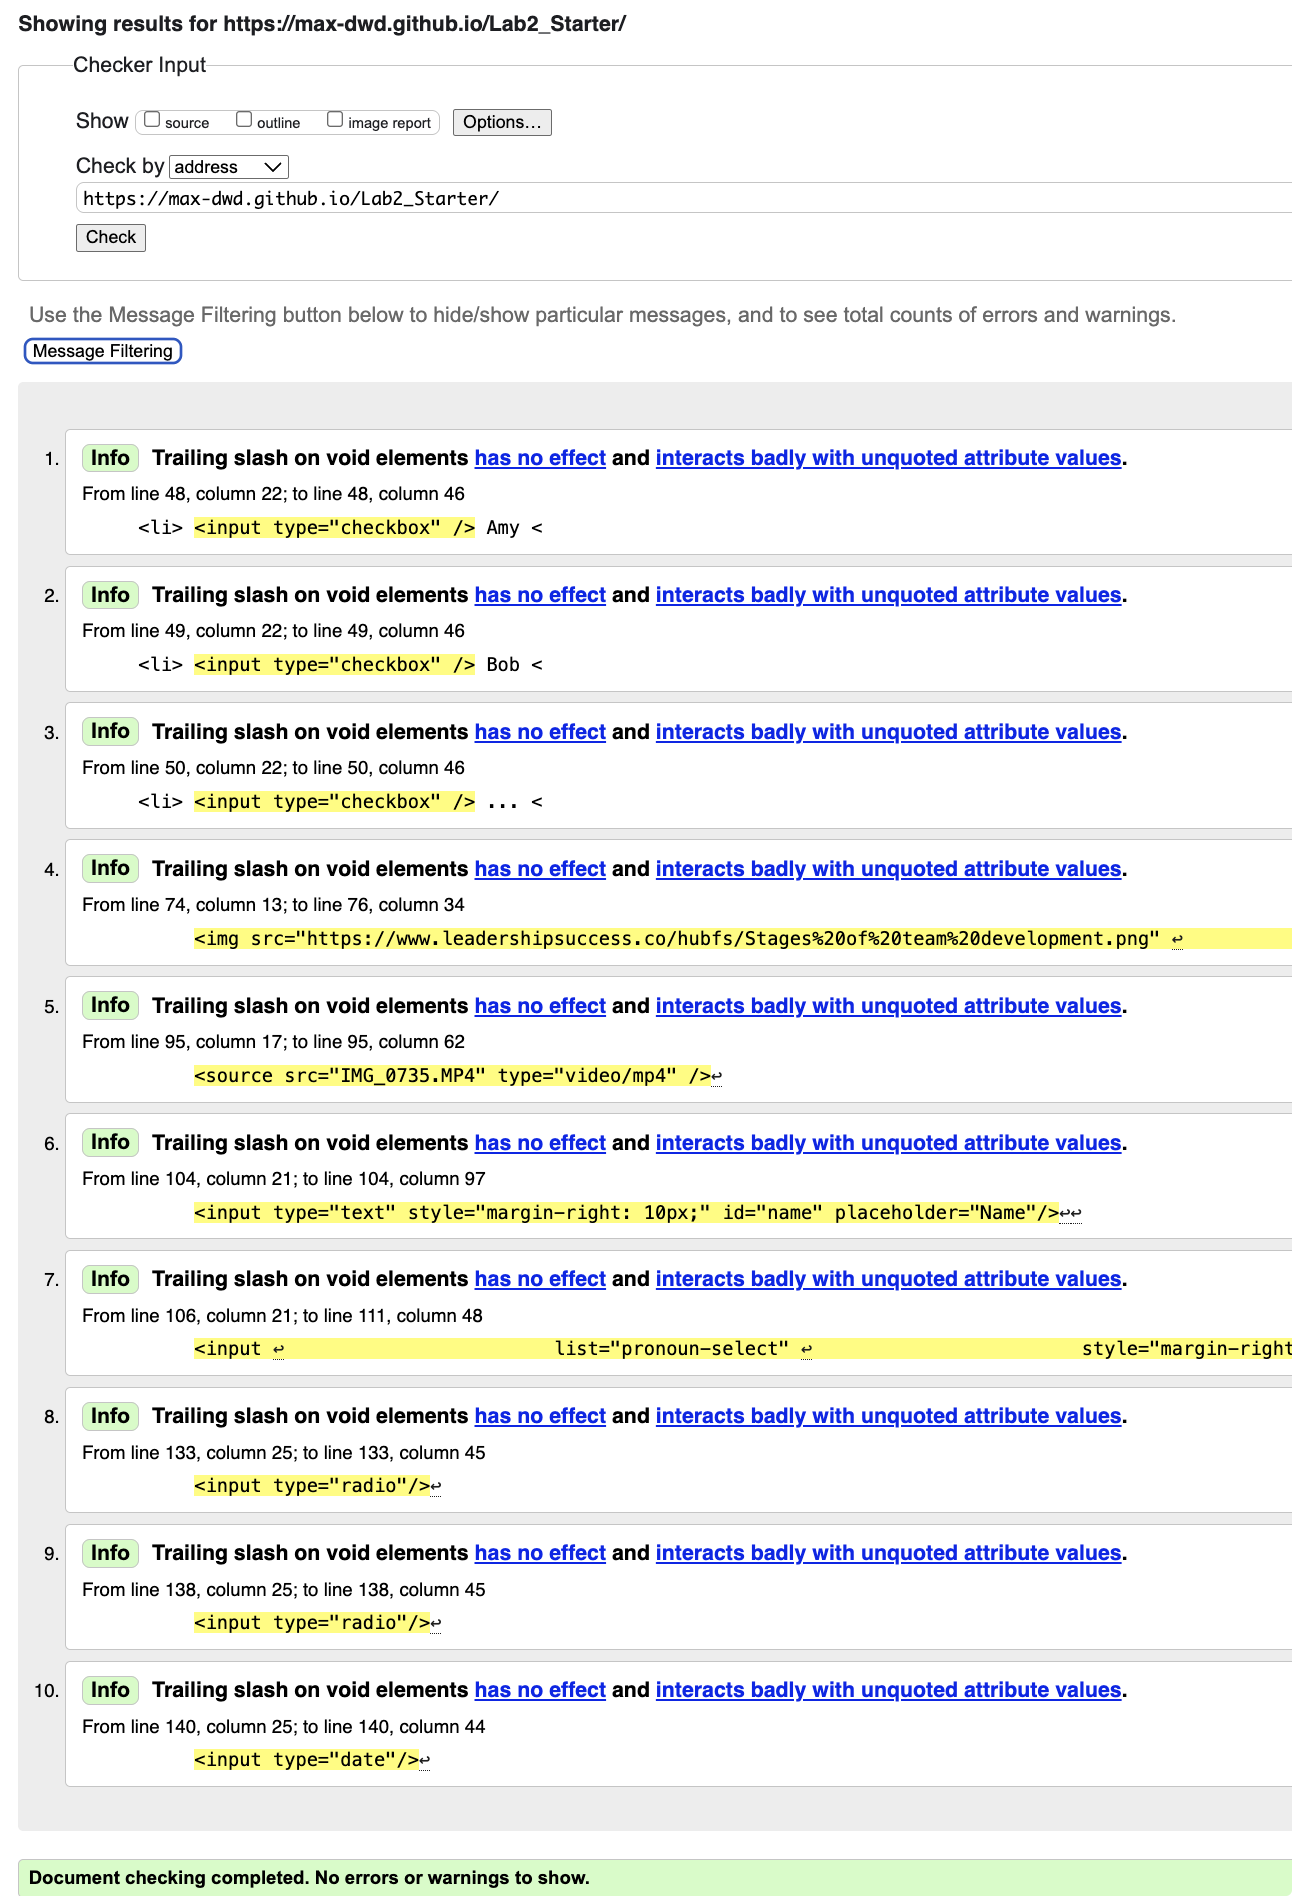 Showing results for https://max-dwd.github.io/Lab2_Starter/
Checker Input
Show source outline image report Options...
Check by address
https://max-dwd.github.io/Lab2_Starter/
Check
Use the Message Filtering button below to hide/show particular messages, and to see total counts of errors and warnings.
Message Filtering
1. Info Trailing slash on void elements has no effect and interacts badly with unquoted attribute values.
From line 48, column 22; to line 48, column 46
<li> <input type="checkbox" /> Amy <
2. Info Trailing slash on void elements has no effect and interacts badly with unquoted attribute values.
From line 49, column 22; to line 49, column 46
<li> <input type="checkbox" /> Bob <
3. Info Trailing slash on void elements has no effect and interacts badly with unquoted attribute values.
From line 50, column 22; to line 50, column 46
<li> <input type="checkbox" /> ... <
4. Info Trailing slash on void elements has no effect and interacts badly with unquoted attribute values.
From line 74, column 13; to line 76, column 34
<img src="https://www.leadershipsuccess.co/hubfs/Stages%20of%20team%20development.png" ↩
5. Info Trailing slash on void elements has no effect and interacts badly with unquoted attribute values.
From line 95, column 17; to line 95, column 62
<source src="IMG_0735.MP4" type="video/mp4" />↩
6. Info Trailing slash on void elements has no effect and interacts badly with unquoted attribute values.
From line 104, column 21; to line 104, column 97
<input type="text" style="margin-right: 10px;" id="name" placeholder="Name"/>↩↩
7. Info Trailing slash on void elements has no effect and interacts badly with unquoted attribute values.
From line 106, column 21; to line 111, column 48
<input ↩ list="pronoun-select" ↩ style="margin-right
8. Info Trailing slash on void elements has no effect and interacts badly with unquoted attribute values.
From line 133, column 25; to line 133, column 45
<input type="radio"/>↩
9. Info Trailing slash on void elements has no effect and interacts badly with unquoted attribute values.
From line 138, column 25; to line 138, column 45
<input type="radio"/>↩
10. Info Trailing slash on void elements has no effect and interacts badly with unquoted attribute values.
From line 140, column 25; to line 140, column 44
<input type="date"/>↩
Document checking completed. No errors or warnings to show.